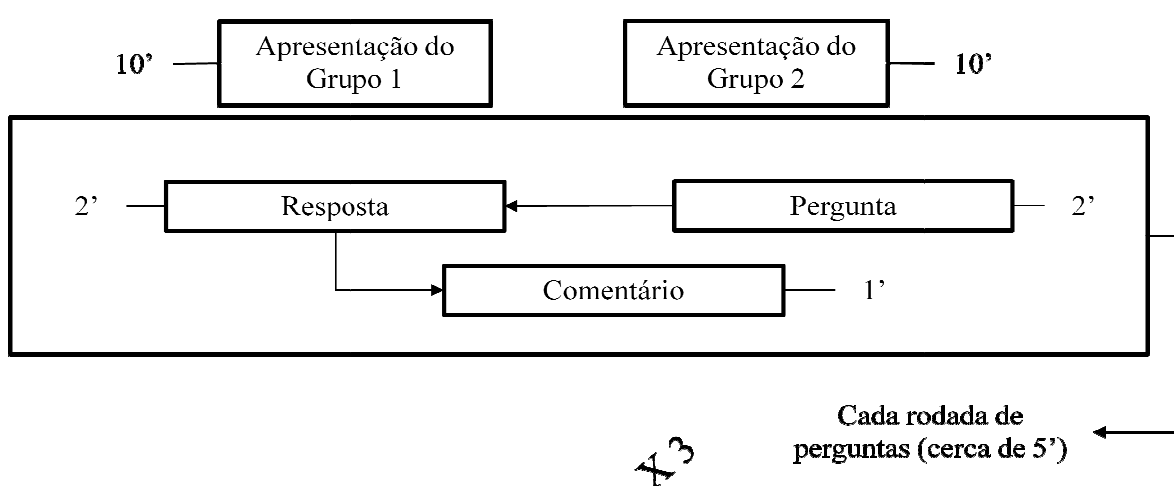 10’
Apresentação do
Grupo 1
Apresentação do
Grupo 2
10’
2’
Resposta
Pergunta
2’
Comentário
1’
Cada rodada de
perguntas (cerca de 5’)
X 3